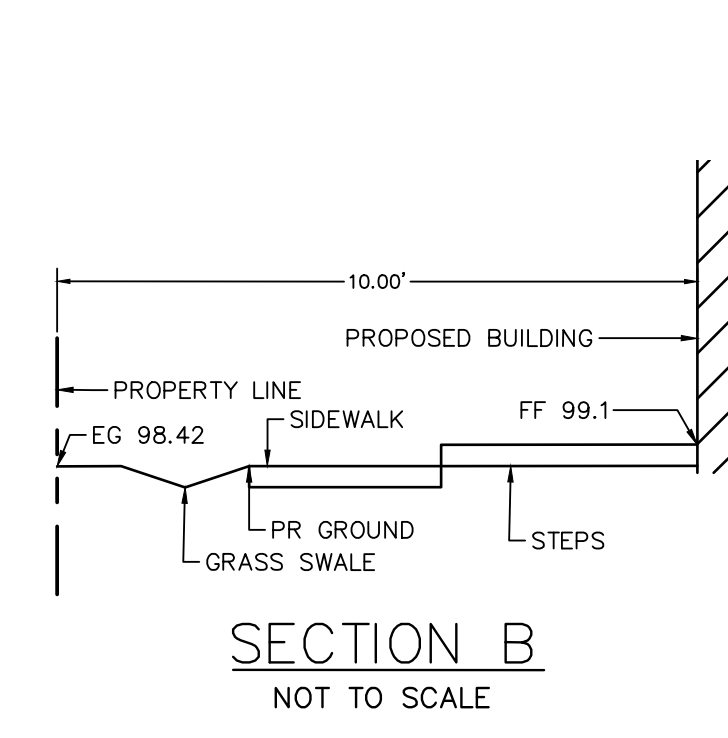 10.00'
PROPOSED BUILDING
PROPERTY LINE
FF 99.1
SIDEWALK
EG 98.42
PR GROUND
STEPS
GRASS SWALE
SECTION B
NOT TO SCALE